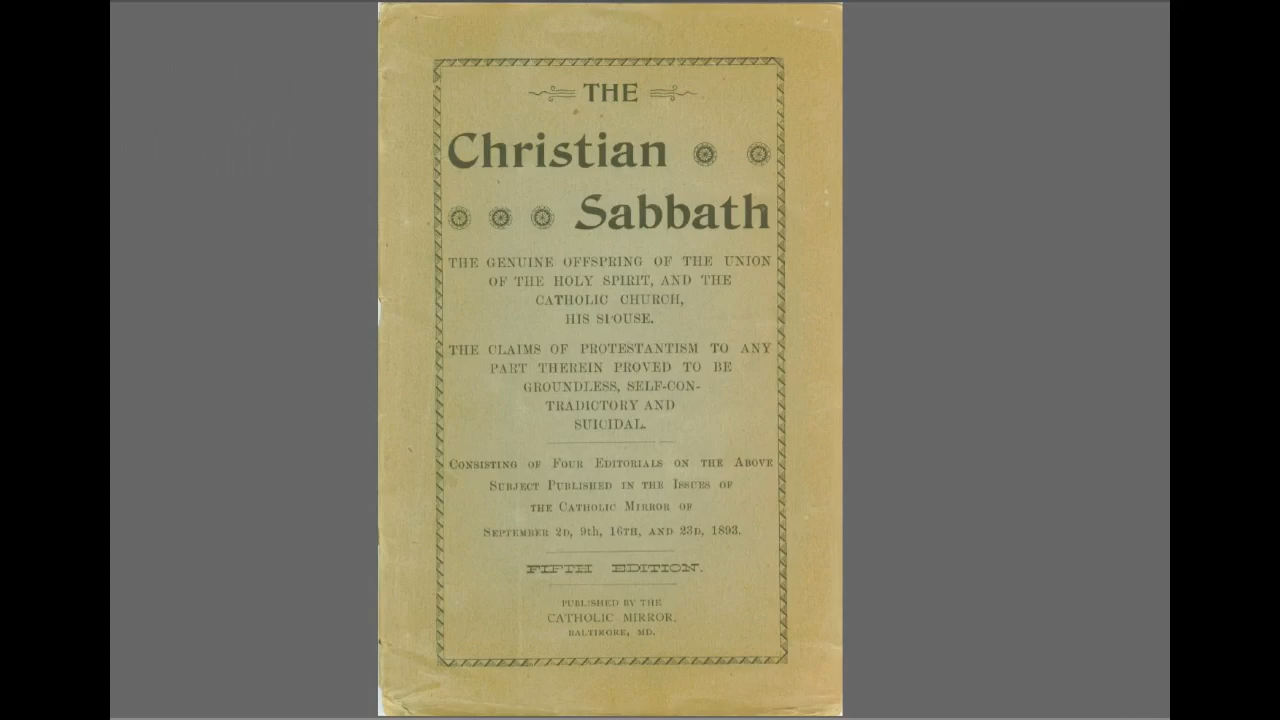 THE
Christian
Sabbath
THE GENUINE OFFSPRING OF THE UNION
OF THE HOLY SPIRIT, AND THE
CATHOLIC CHURCH,
HIS SPOUSE.
THE CLAIMS OF PROTESTANTISM TO ANY
PART THEREIN PROVED TO BE
GROUNDLESS, SELF-CON-
TRADICTORY AND
SUICIDAL.
CONSISTING OF FOUR EDITORIALS ON THE ABOVE
SUBJECT PUBLISHED IN THE ISSUES OF
THE CATHOLIC MIRROR OF
SEPTEMBER 2D, 9th, 16TH, AND 23D, 1893.
FIFTH EDITION.
PUBLISHED BY THE
CATHOLIC MIRROR,
BALTIMORE, MD.